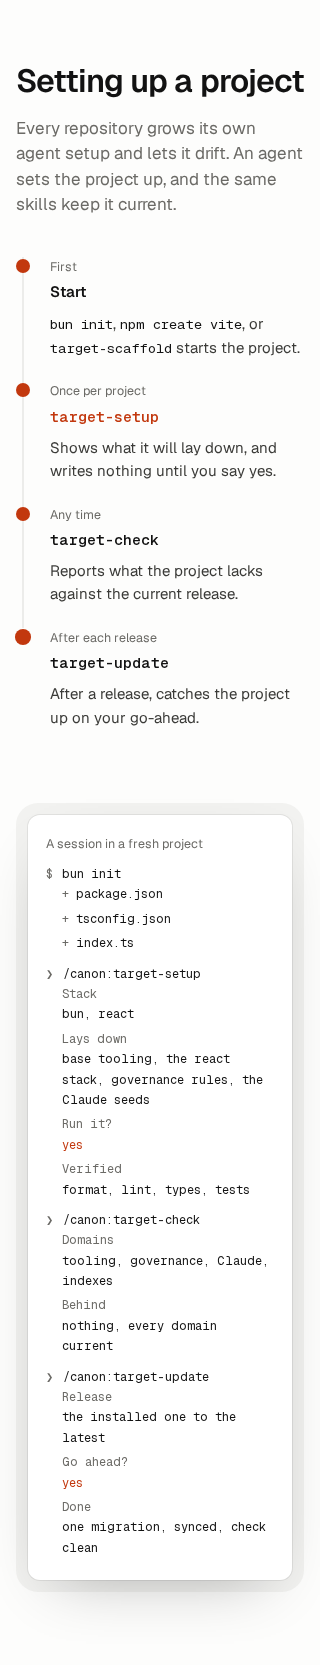 Setting up a project
Every repository grows its own
agent setup and lets it drift. An agent
sets the project up, and the same
skills keep it current.
First
Start
bun init, npm create vite, or
target-scaffold starts the project.
Once per project
target-setup
Shows what it will lay down, and
writes nothing until you say yes.
Any time
target-check
Reports what the project lacks
against the current release.
After each release
target-update
After a release, catches the project
up on your go-ahead.
A session in a fresh project
$ bun init
+ package.json
+ tsconfig.json
+ index.ts
❯ /canon:target-setup
Stack
bun, react
Lays down
base tooling, the react
stack, governance rules, the
Claude seeds
Run it?
yes
Verified
format, lint, types, tests
❯ /canon:target-check
Domains
tooling, governance, Claude,
indexes
Behind
nothing, every domain
current
❯ /canon:target-update
Release
the installed one to the
latest
Go ahead?
yes
Done
one migration, synced, check
clean